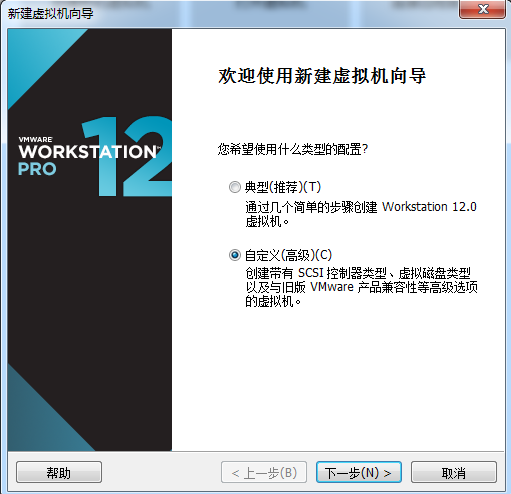 新建虚拟机向导
欢迎使用新建虚拟机向导
VMWARE
WORKSTATION™
PRO
12
您希望使用什么类型的配置?
典型(推荐)(T)
通过几个简单的步骤创建 Workstation 12.0
虚拟机。
自定义(高级)(C)
创建带有 SCSI 控制器类型、虚拟磁盘类型
以及与旧版 VMware 产品兼容性等高级选项
的虚拟机。
帮助
< 上一步(B)
下一步(N) >
取消